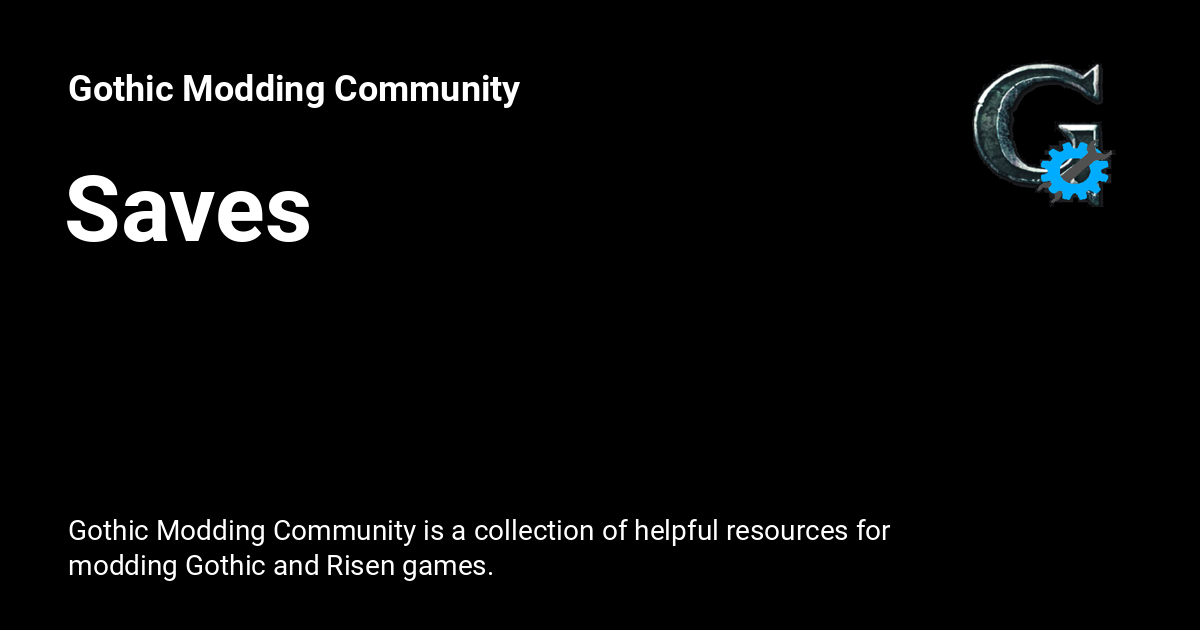 Gothic Modding Community
Saves
G
Gothic Modding Community is a collection of helpful resources for
modding Gothic and Risen games.